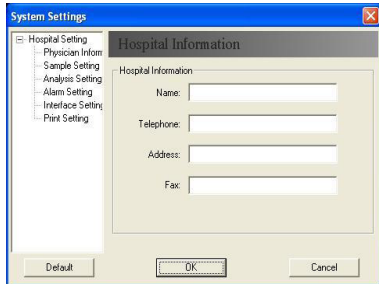 System Settings
Hospital Setting
Physician Inform
Sample Setting
Analysis Setting
Alarm Setting
Interface Setting
Print Setting
Hospital Information
Hospital Information
Name:
Telephone:
Address:
Fax:
Default
OK
Cancel